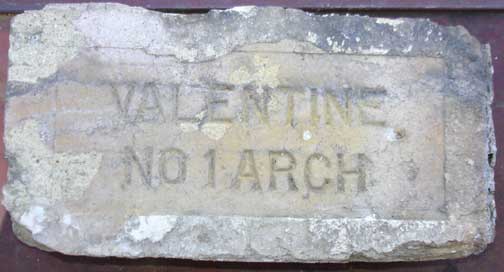 VALENTINE
NO 1 ARCH